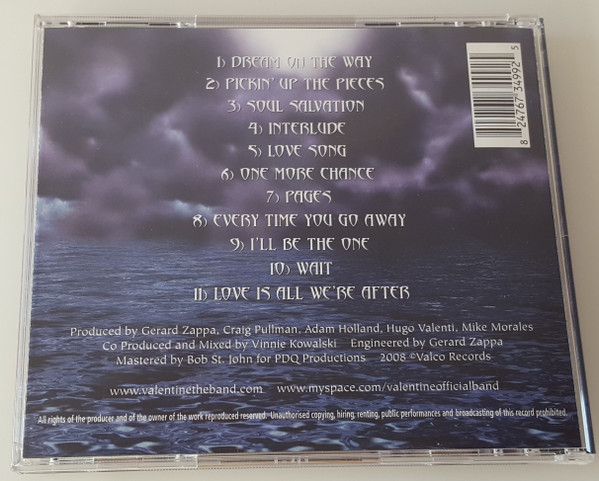 1) DREAM ON THE WAY
2) PICKIN' UP THE PIECES
3) SOUL SALVATION
4) INTERLUDE
5) LOVE SONG
6) ONE MORE CHANCE
7) PAGES
8) EVERY TIME YOU GO AWAY
9) I'LL BE THE ONE
10) WAIT
11) LOVE IS ALL WE'RE AFTER
8 24767 34992 5
Produced by Gerard Zappa, Craig Pullman, Adam Holland, Hugo Valenti, Mike Morales
Co Produced and Mixed by Vinnie Kowalski Engineered by Gerard Zappa
Mastered by Bob St. John for PDQ Productions 2008 ©Valco Records
www.valentinetheband.com www.myspace.com/valentineofficialband
All rights of the producer and of the owner of the work reproduced reserved. Unauthorised copying, hiring, renting, public performances and broadcasting of this record prohibited.